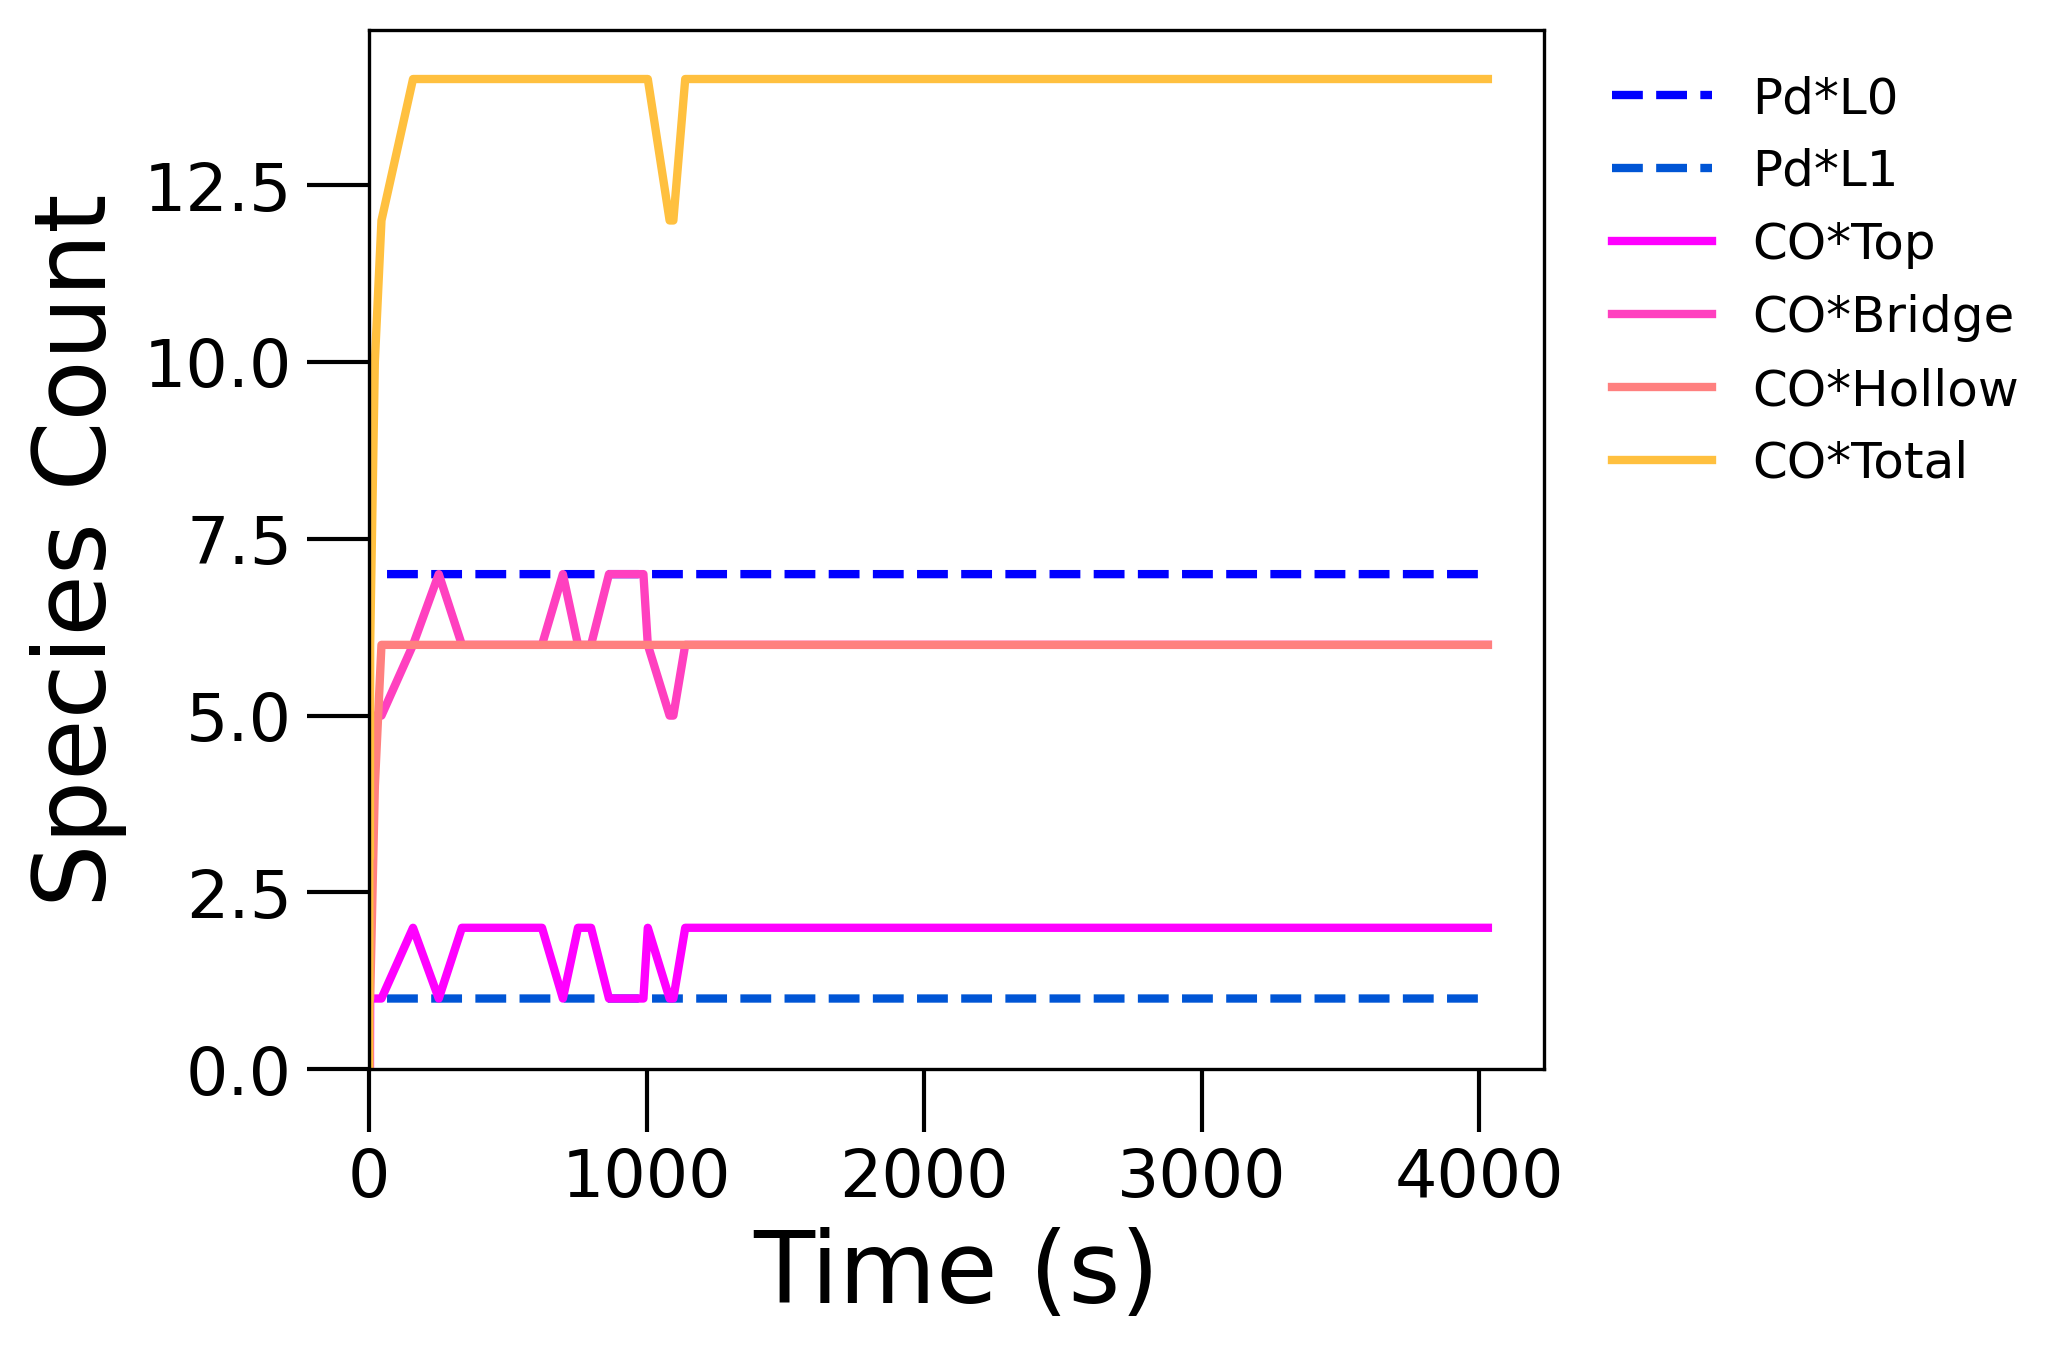 Species Count
12.5
10.0
7.5
5.0
2.5
0.0
0 1000 2000 3000 4000
Time (s)
Pd*L0
Pd*L1
CO*Top
CO*Bridge
CO*Hollow
CO*Total